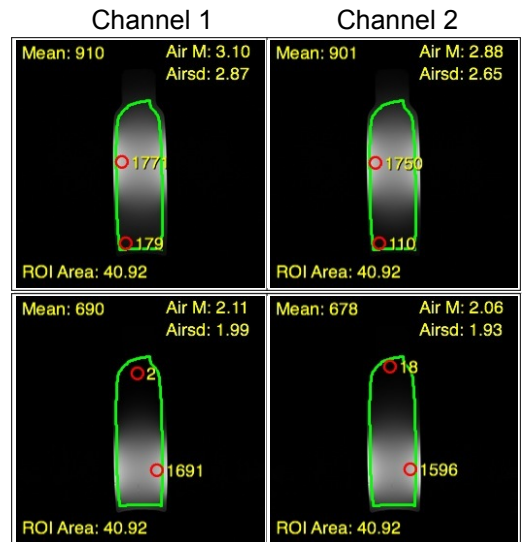 Channel 1 Channel 2
Mean: 910 Air M: 3.10 Mean: 901 Air M: 2.88
Airsd: 2.87 Airsd: 2.65
1771 1750
179 110
ROI Area: 40.92 ROI Area: 40.92
Mean: 690 Air M: 2.11 Mean: 678 Air M: 2.06
Airsd: 1.99 Airsd: 1.93
2 18
1691 1596
ROI Area: 40.92 ROI Area: 40.92